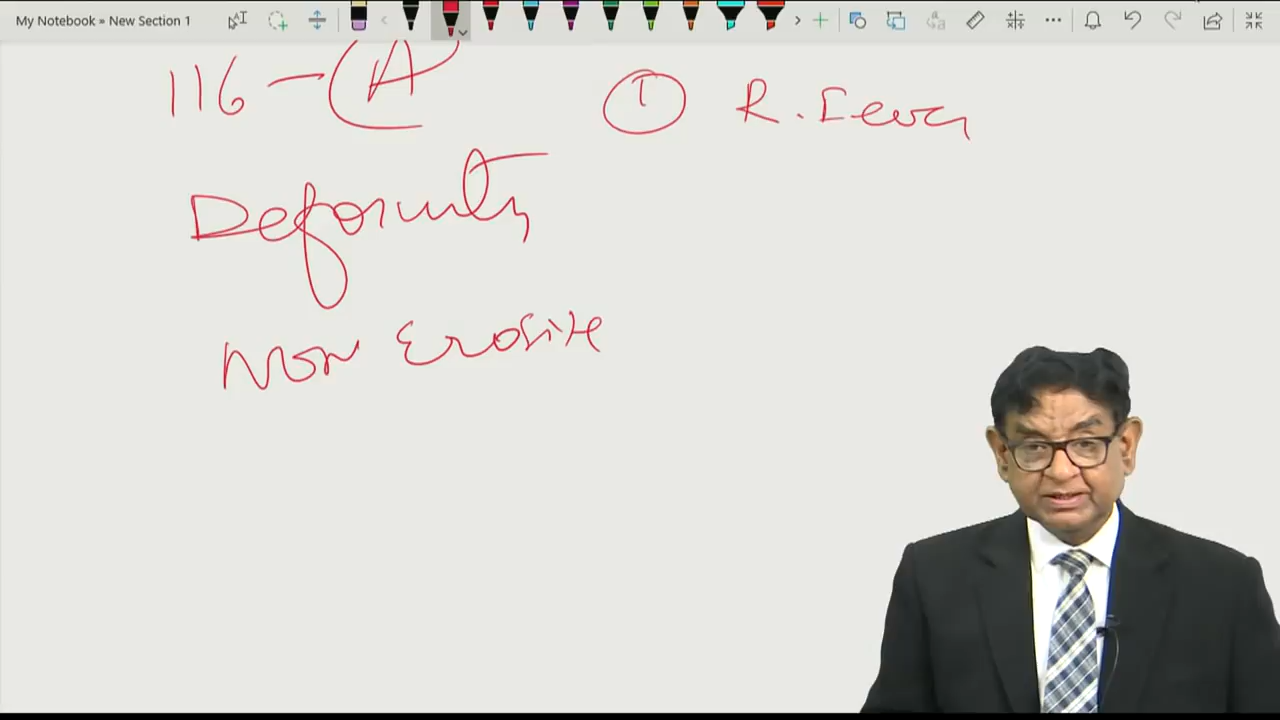 My Notebook » New Section 1
116 — A
① R. Fever
Deformity
Non Erosive